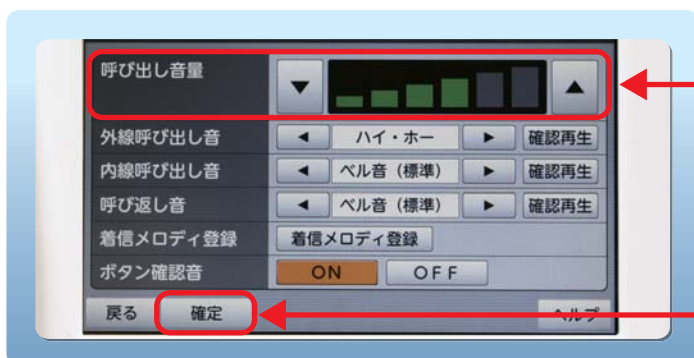 呼び出し音量 ▼ ▲
外線呼び出し音 ◀ ハイ・ホー ▶ 確認再生
内線呼び出し音 ◀ ベル音（標準） ▶ 確認再生
呼び返し音 ◀ ベル音（標準） ▶ 確認再生
着信メロディ登録 着信メロディ登録
ボタン確認音 ON OFF
戻る 確定 ヘルプ